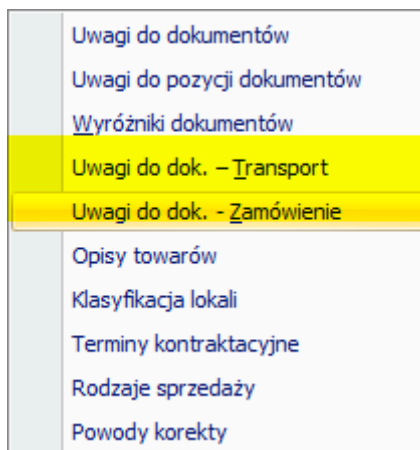 Uwagi do dokumentów
Uwagi do pozycji dokumentów
Wyróżniki dokumentów
Uwagi do dok. – Transport
Uwagi do dok. - Zamówienie
Opisy towarów
Klasyfikacja lokali
Terminy kontraktacyjne
Rodzaje sprzedaży
Powody korekty